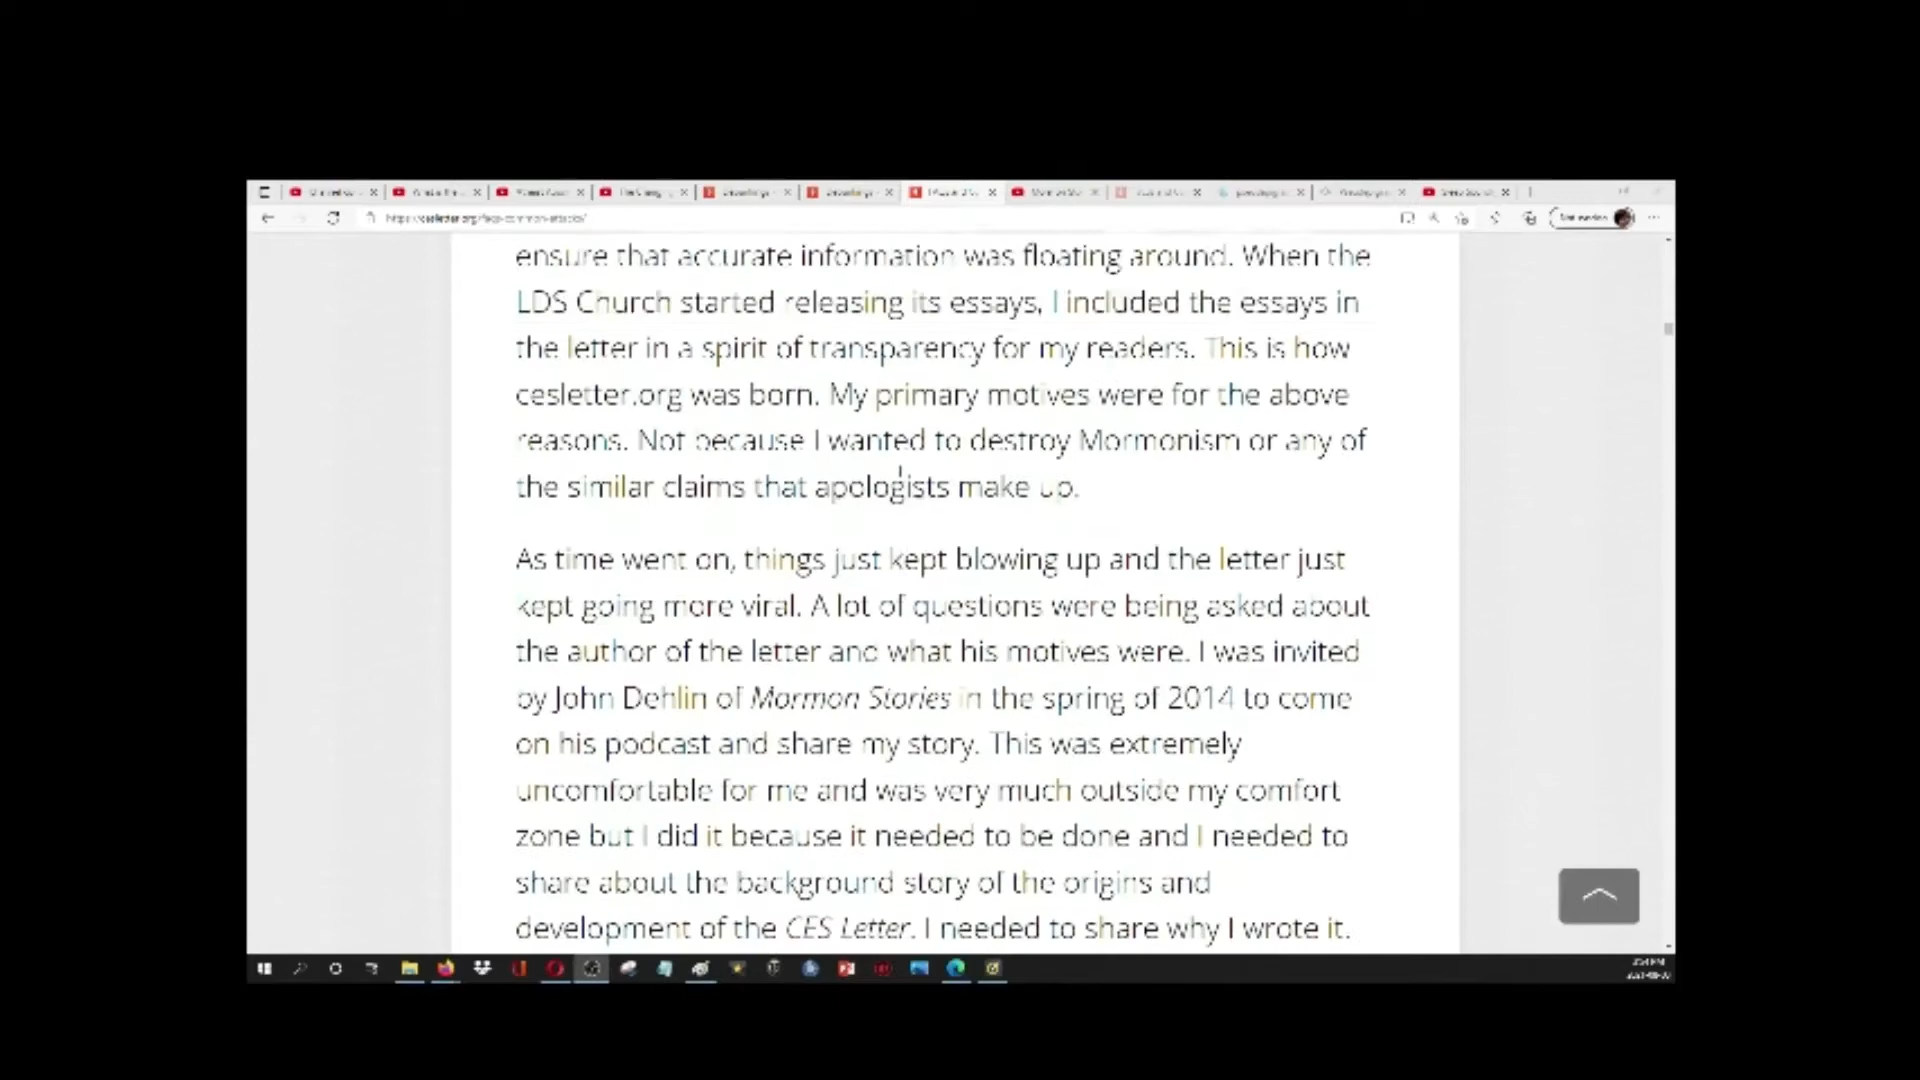 ensure that accurate information was floating around. When the
LDS Church started releasing its essays, I included the essays in
the letter in a spirit of transparency for my readers. This is how
cesletter.org was born. My primary motives were for the above
reasons. Not because I wanted to destroy Mormonism or any of
the similar claims that apologists make up.
As time went on, things just kept blowing up and the letter just
kept going more viral. A lot of questions were being asked about
the author of the letter and what his motives were. I was invited
by John Dehlin of Mormon Stories in the spring of 2014 to come
on his podcast and share my story. This was extremely
uncomfortable for me and was very much outside my comfort
zone but I did it because it needed to be done and I needed to
share about the background story of the origins and
development of the CES Letter. I needed to share why I wrote it.